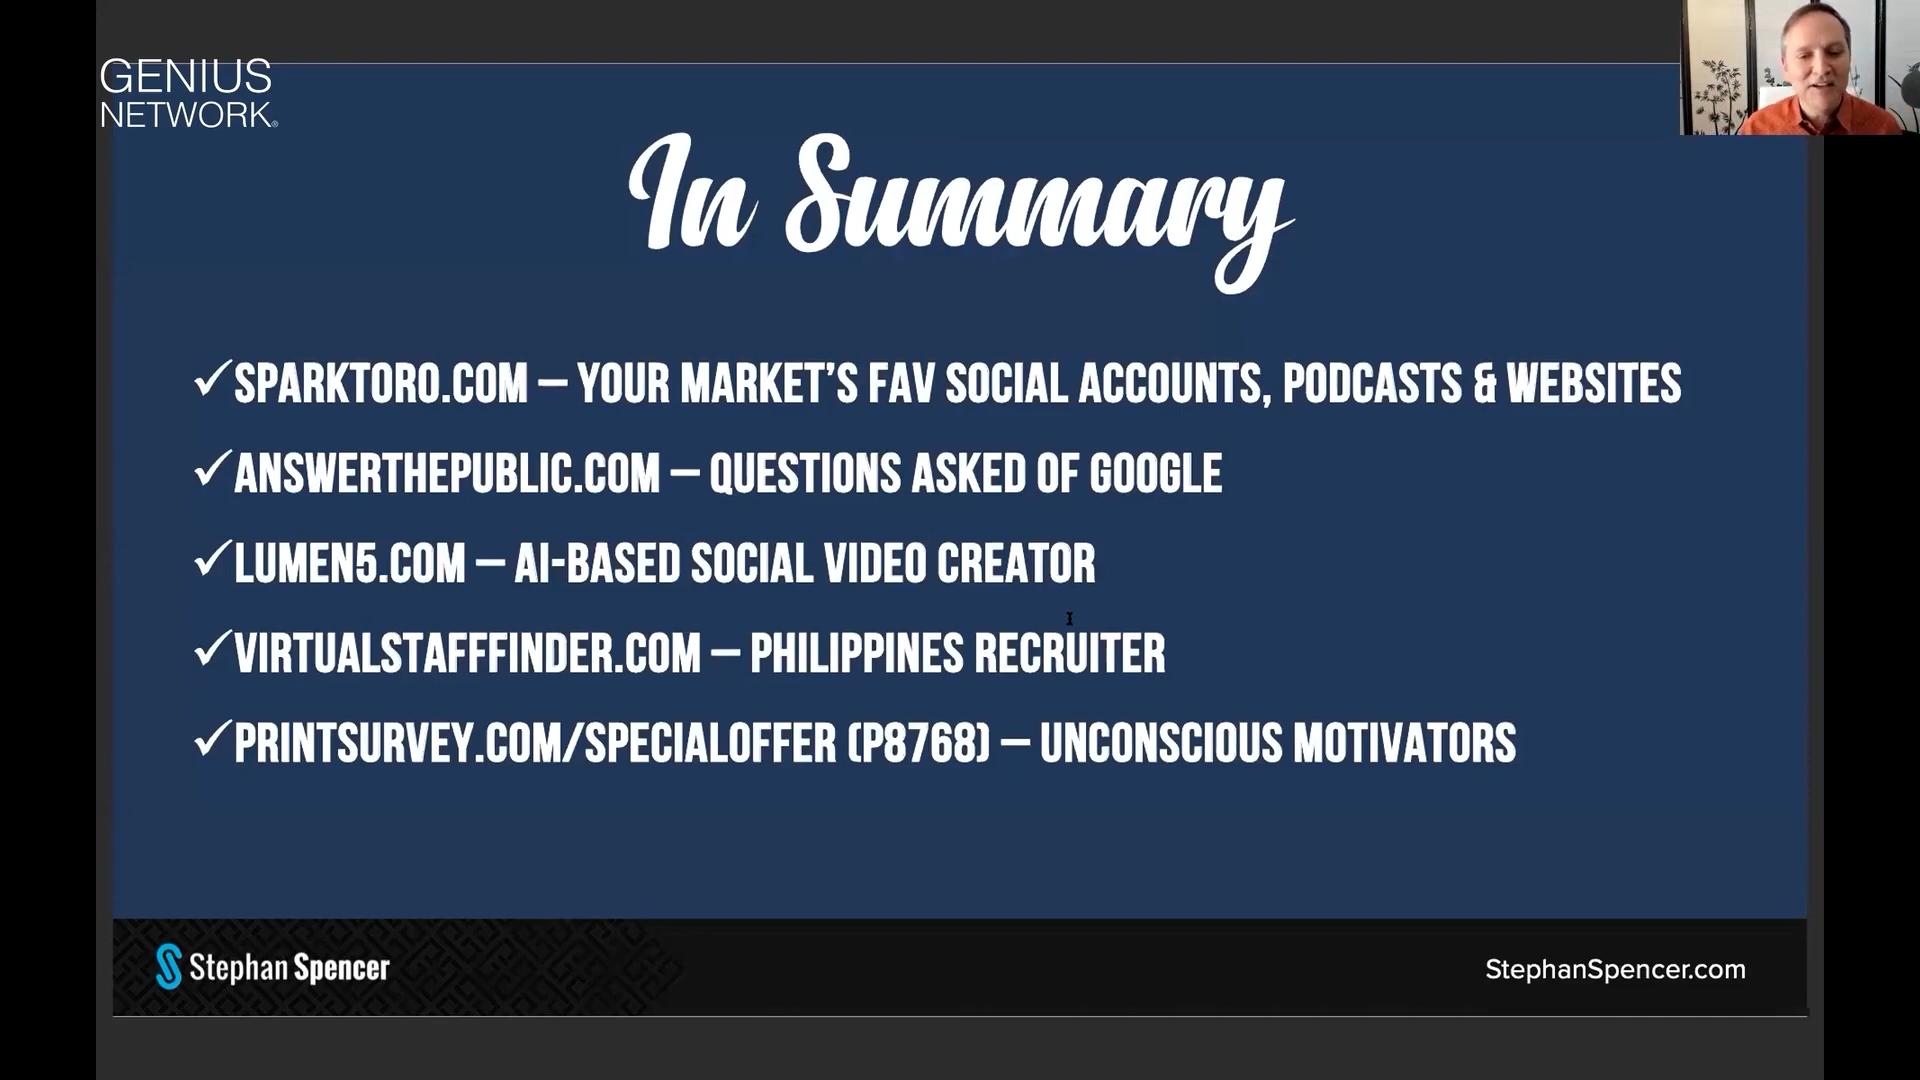 GENIUS
NETWORK®
In Summary
✓SPARKTORO.COM – YOUR MARKET'S FAV SOCIAL ACCOUNTS, PODCASTS & WEBSITES
✓ANSWERTHEPUBLIC.COM – QUESTIONS ASKED OF GOOGLE
✓LUMEN5.COM – AI-BASED SOCIAL VIDEO CREATOR
✓VIRTUALSTAFFFINDER.COM – PHILIPPINES RECRUITER
✓PRINTSURVEY.COM/SPECIALOFFER (P8768) – UNCONSCIOUS MOTIVATORS
Stephan Spencer
StephanSpencer.com